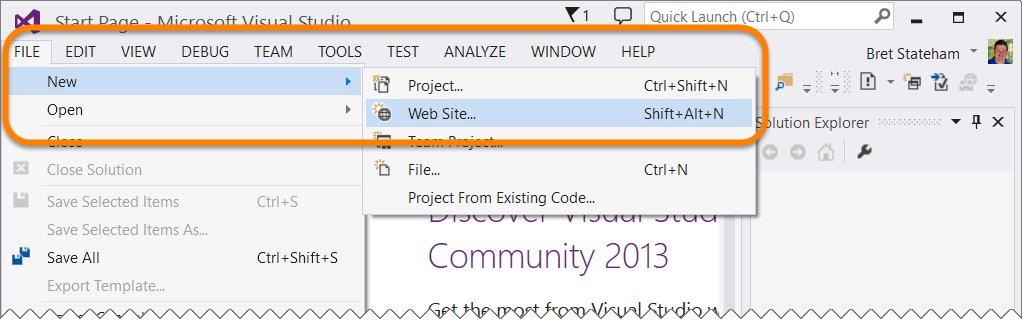 Start Page - Microsoft Visual Studio
1
Quick Launch (Ctrl+Q)
FILE EDIT VIEW DEBUG TEAM TOOLS TEST ANALYZE WINDOW HELP
Bret Stateham
New
Open
Close
Close Solution
Save Selected Items Ctrl+S
Save Selected Items As...
Save All Ctrl+Shift+S
Export Template...
Project... Ctrl+Shift+N
Web Site... Shift+Alt+N
Team Project...
File... Ctrl+N
Project From Existing Code...
Solution Explorer
Discover Visual Stud
Community 2013
Get the most from Visual Studio w